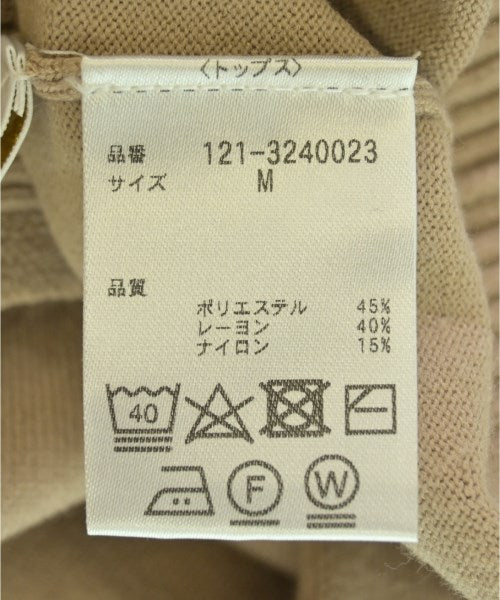 〈トップス〉
品番 121-3240023
サイズ M
品質
ポリエステル 45%
レーヨン 40%
ナイロン 15%
40
F W